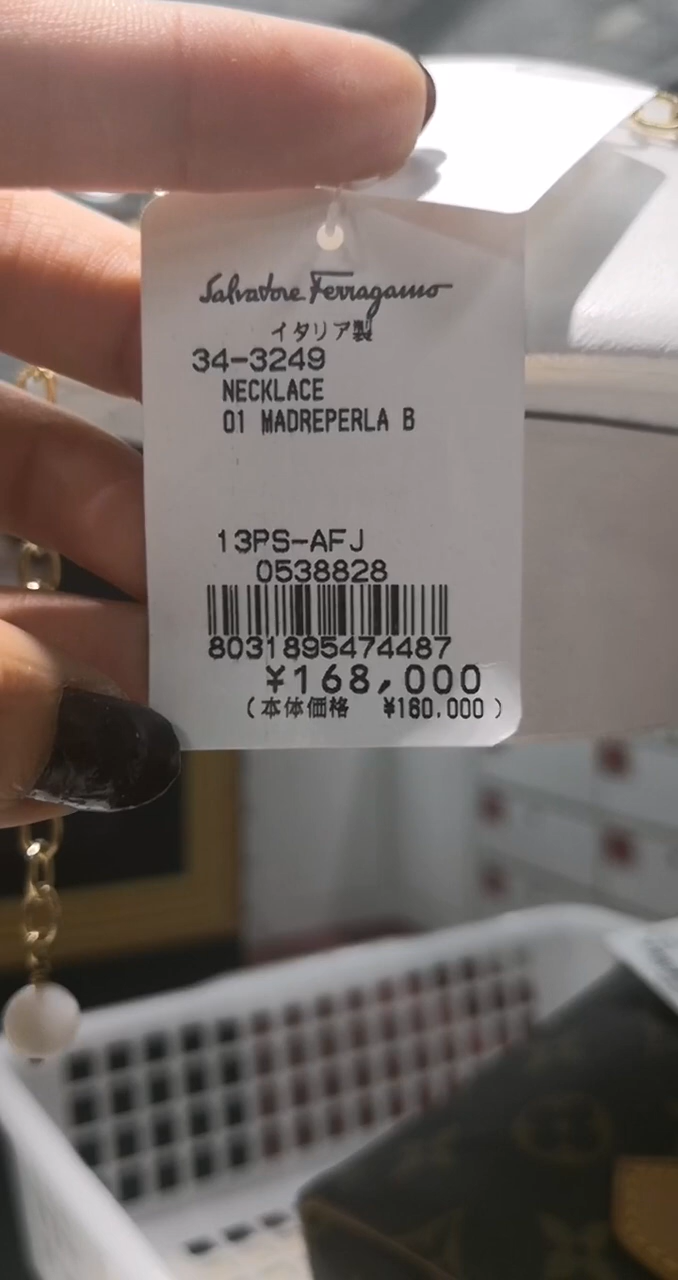 Salvatore Ferragamo
イタリア製
34-3249
NECKLACE
01 MADREPERLA B
13PS-AFJ
0538828
8031895474487
¥168,000
(本体価格 ¥160,000)